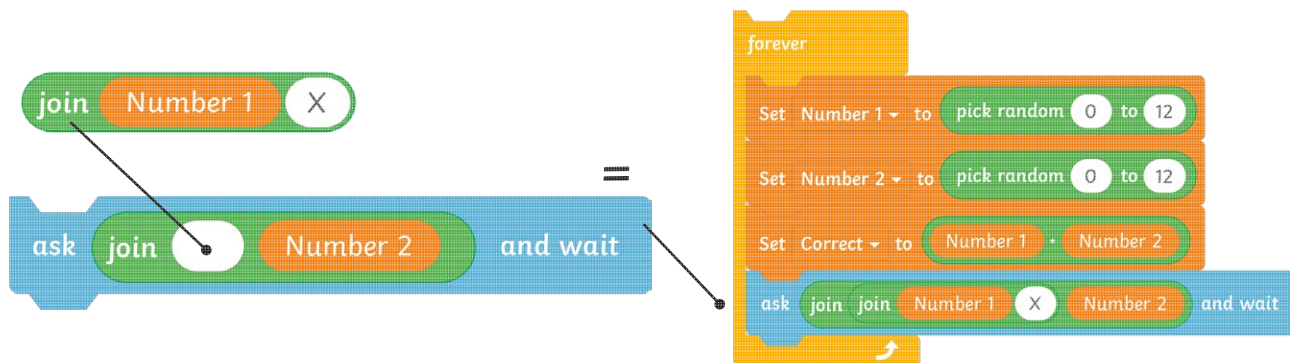 join Number 1 X
=
ask join Number 2 and wait
forever
Set Number 1 to pick random 0 to 12
Set Number 2 to pick random 0 to 12
Set Correct to Number 1 * Number 2
ask join join Number 1 X Number 2 and wait